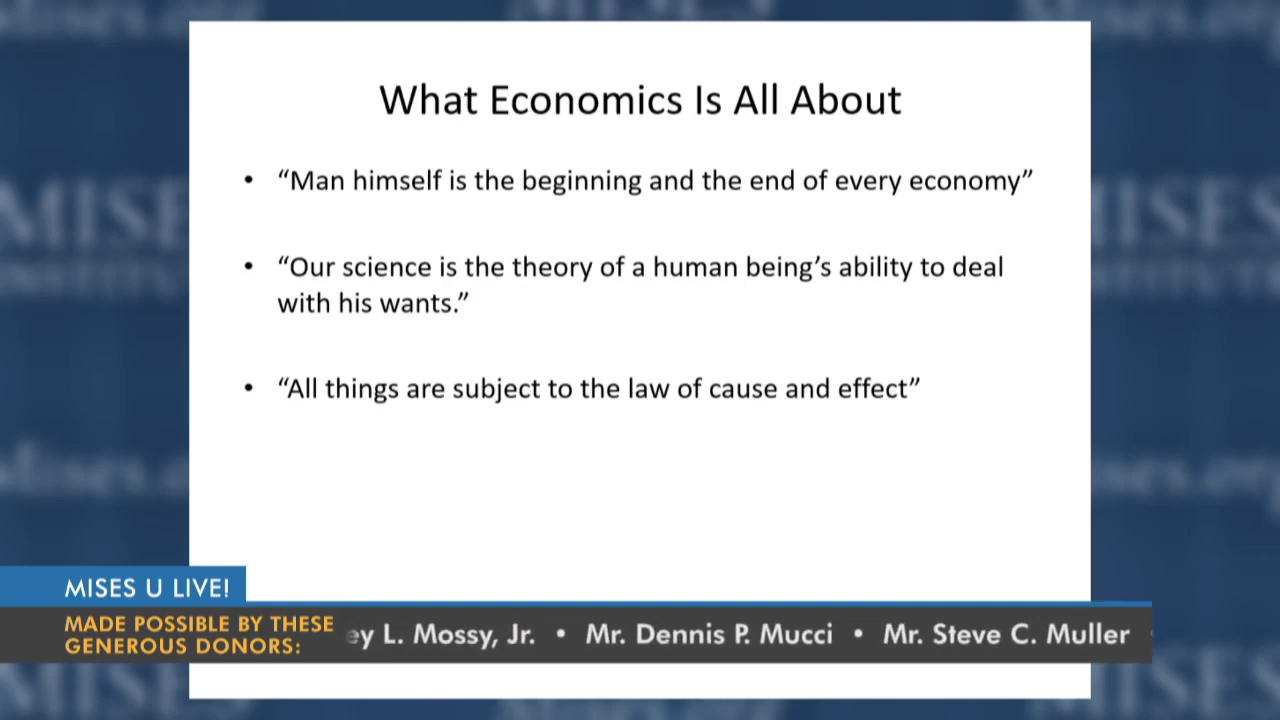 What Economics Is All About
• “Man himself is the beginning and the end of every economy”
• “Our science is the theory of a human being’s ability to deal
with his wants.”
• “All things are subject to the law of cause and effect”
MISES U LIVE!
MADE POSSIBLE BY THESE
GENEROUS DONORS:
ey L. Mossy, Jr. • Mr. Dennis P. Mucci • Mr. Steve C. Muller